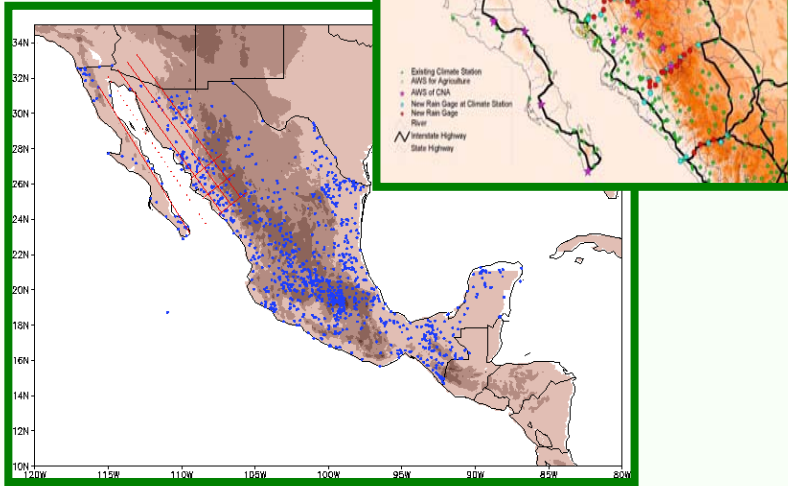 Existing Climate Station
AWS for Agriculture
AWS of CNA
New Rain Gage at Climate Station
New Rain Gage
River
Interstate Highway
State Highway
34N
32N
30N
28N
26N
24N
22N
20N
18N
16N
14N
12N
10N
120W 115W 110W 105W 100W 95W 90W 85W 80W